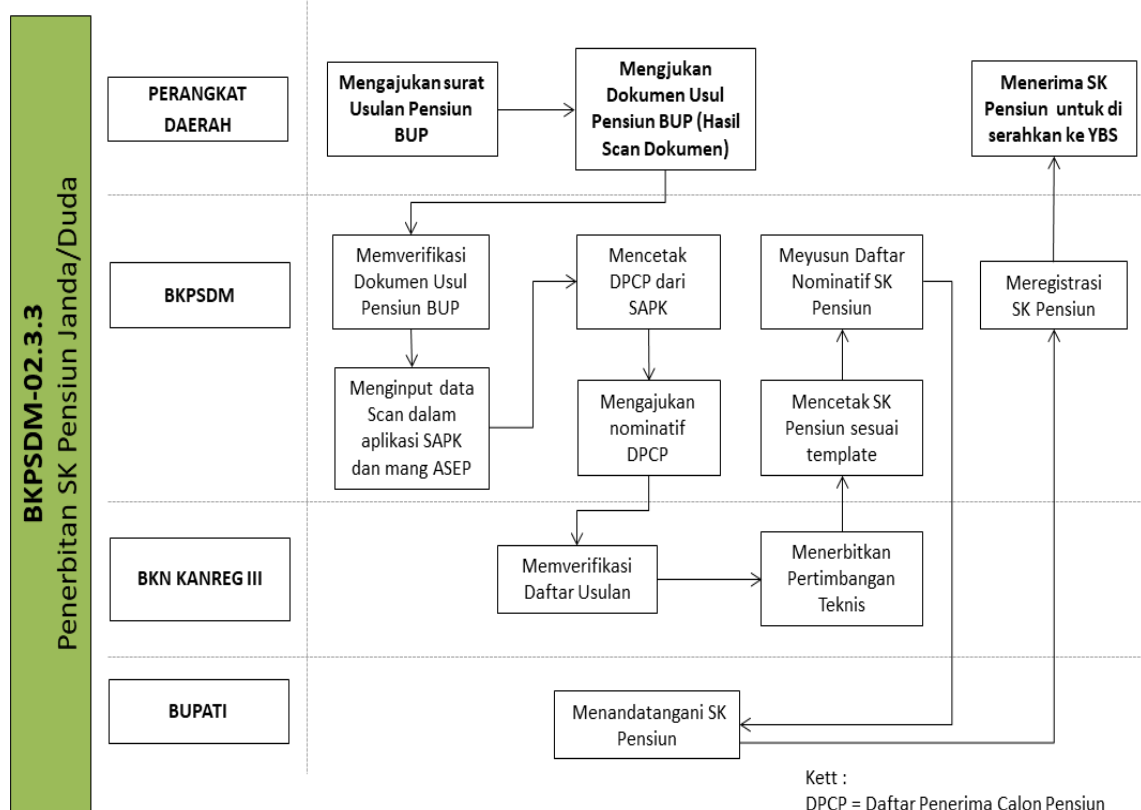 BKPSDM-02.3.3
Penerbitan SK Pensiun Janda/Duda
PERANGKAT
DAERAH
Mengajukan surat
Usulan Pensiun
BUP
Mengjukan
Dokumen Usul
Pensiun BUP (Hasil
Scan Dokumen)
Menerima SK
Pensiun untuk di
serahkan ke YBS
BKPSDM
Memverifikasi
Dokumen Usul
Pensiun BUP
Menginput data
Scan dalam
aplikasi SAPK
dan mang ASEP
Mencetak
DPCP dari
SAPK
Mengajukan
nominatif
DPCP
Meyusun Daftar
Nominatif SK
Pensiun
Mencetak SK
Pensiun sesuai
template
Meregistrasi
SK Pensiun
BKN KANREG III
Memverifikasi
Daftar Usulan
Menerbitkan
Pertimbangan
Teknis
BUPATI
Menandatangani SK
Pensiun
Kett :
DPCP = Daftar Penerima Calon Pensiun